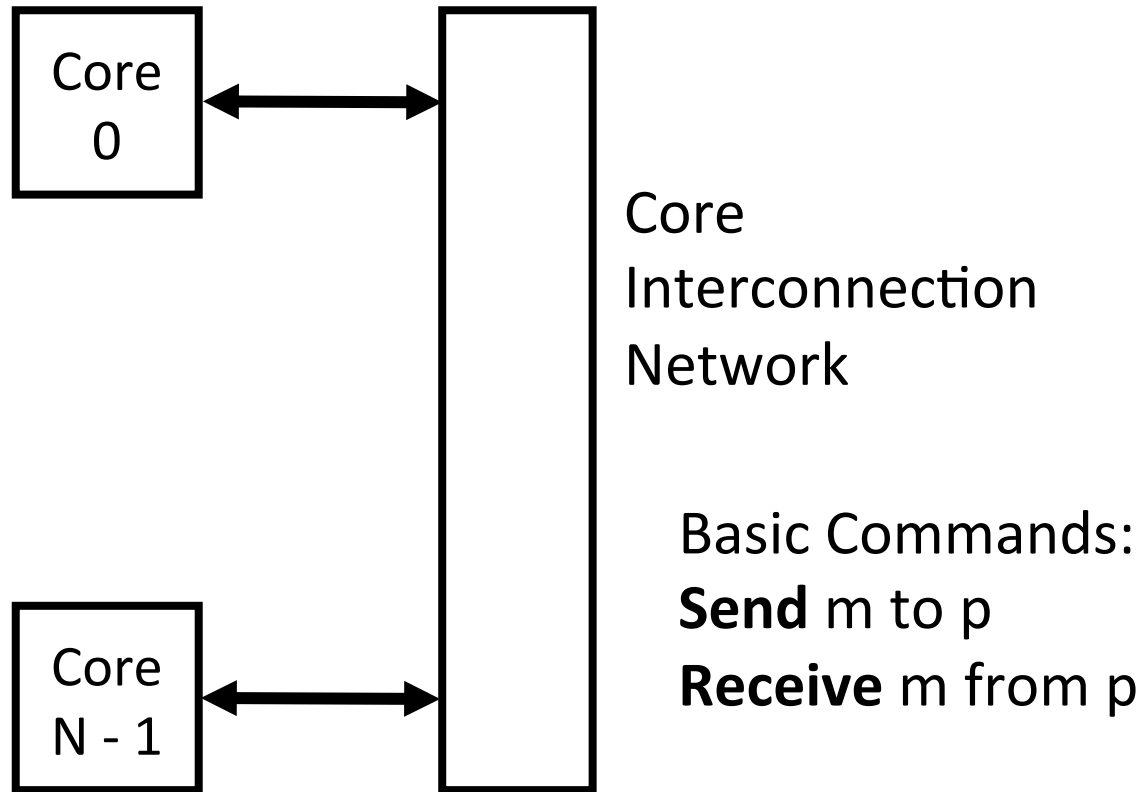 Core
0
Core
Interconnection
Network
Basic Commands:
Send m to p
Receive m from p
Core
N - 1